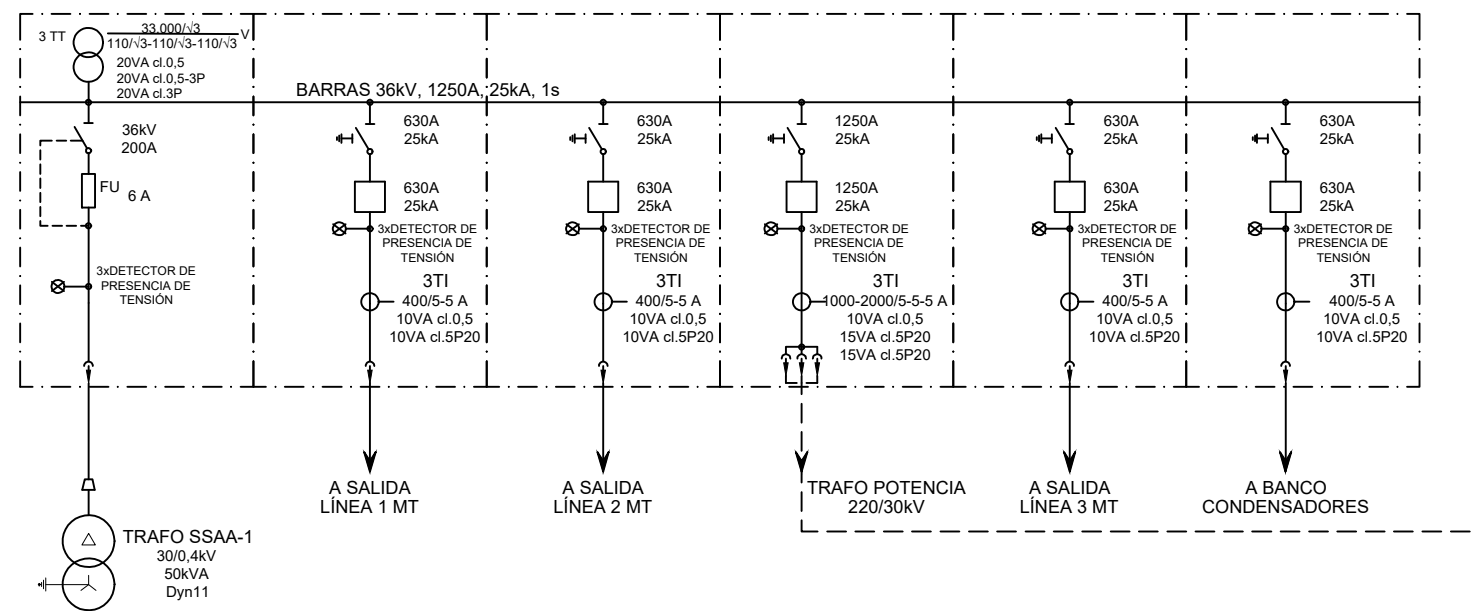 3 TT
33.000/√3
110/√3-110/√3-110/√3
V
20VA cl.0,5
20VA cl.0,5-3P
20VA cl.3P
BARRAS 36kV, 1250A, 25kA, 1s
36kV
200A
FU
6 A
3xDETECTOR DE
PRESENCIA DE
TENSIÓN
TRAFO SSAA-1
30/0,4kV
50kVA
Dyn11
630A
25kA
630A
25kA
3xDETECTOR DE
PRESENCIA DE
TENSIÓN
3TI
400/5-5 A
10VA cl.0,5
10VA cl.5P20
A SALIDA
LÍNEA 1 MT
630A
25kA
630A
25kA
3xDETECTOR DE
PRESENCIA DE
TENSIÓN
3TI
400/5-5 A
10VA cl.0,5
10VA cl.5P20
A SALIDA
LÍNEA 2 MT
1250A
25kA
1250A
25kA
3xDETECTOR DE
PRESENCIA DE
TENSIÓN
3TI
1000-2000/5-5-5 A
10VA cl.0,5
15VA cl.5P20
15VA cl.5P20
TRAFO POTENCIA
220/30kV
630A
25kA
630A
25kA
3xDETECTOR DE
PRESENCIA DE
TENSIÓN
3TI
400/5-5 A
10VA cl.0,5
10VA cl.5P20
A SALIDA
LÍNEA 3 MT
630A
25kA
630A
25kA
3xDETECTOR DE
PRESENCIA DE
TENSIÓN
3TI
400/5-5 A
10VA cl.0,5
10VA cl.5P20
A BANCO
CONDENSADORES